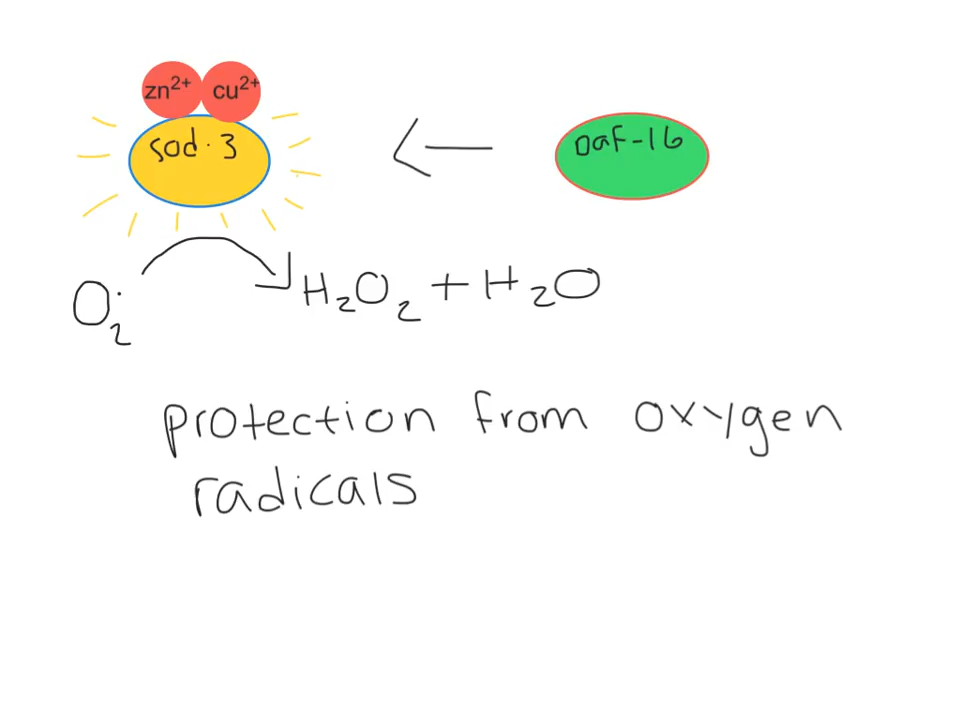 zn²⁺ cu²⁺
sod·3 Daf-16
O₂˙ H₂O₂ + H₂O
protection from oxygen
radicals